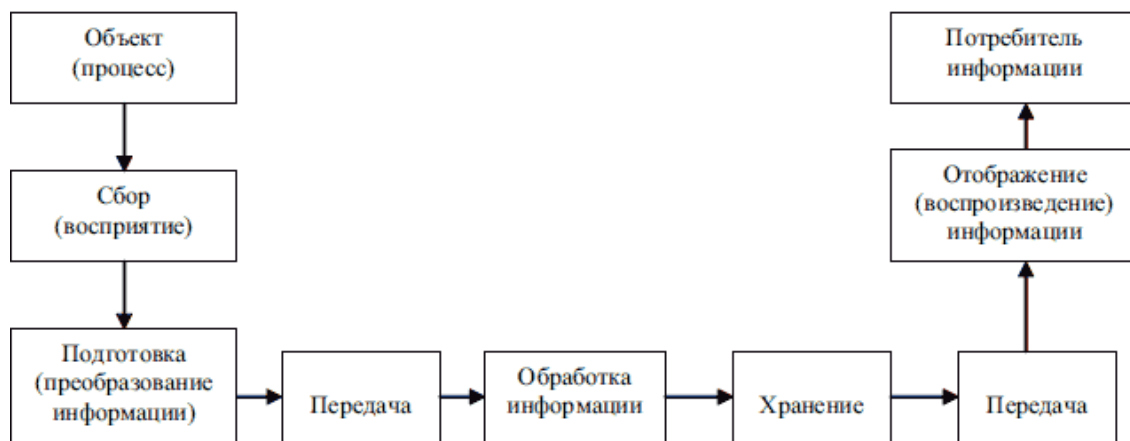 Объект
(процесс)
Сбор
(восприятие)
Подготовка
(преобразование
информации)
Передача
Обработка
информации
Хранение
Передача
Отображение
(воспроизведение)
информации
Потребитель
информации